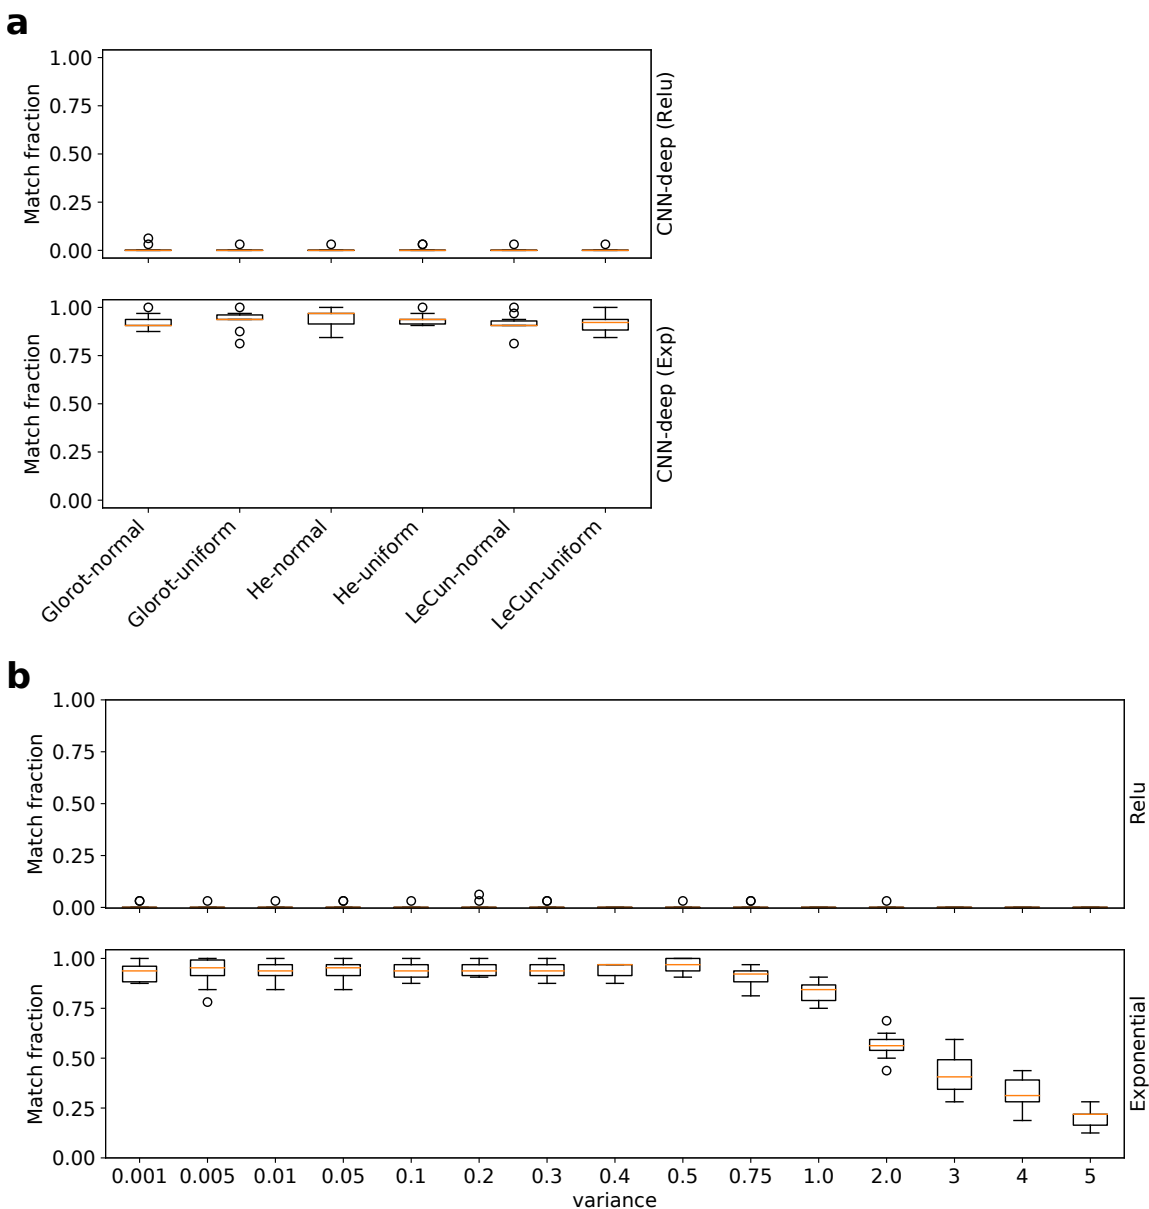 a
1.00
0.75
0.50
0.25
0.00
Match fraction
CNN-deep (Relu)
1.00
0.75
0.50
0.25
0.00
Match fraction
CNN-deep (Exp)
Glorot-normal
Glorot-uniform
He-normal
He-uniform
LeCun-normal
LeCun-uniform
b
1.00
0.75
0.50
0.25
0.00
Match fraction
Relu
1.00
0.75
0.50
0.25
0.00
Match fraction
Exponential
0.001 0.005 0.01 0.05 0.1 0.2 0.3 0.4 0.5 0.75 1.0 2.0 3 4 5
variance